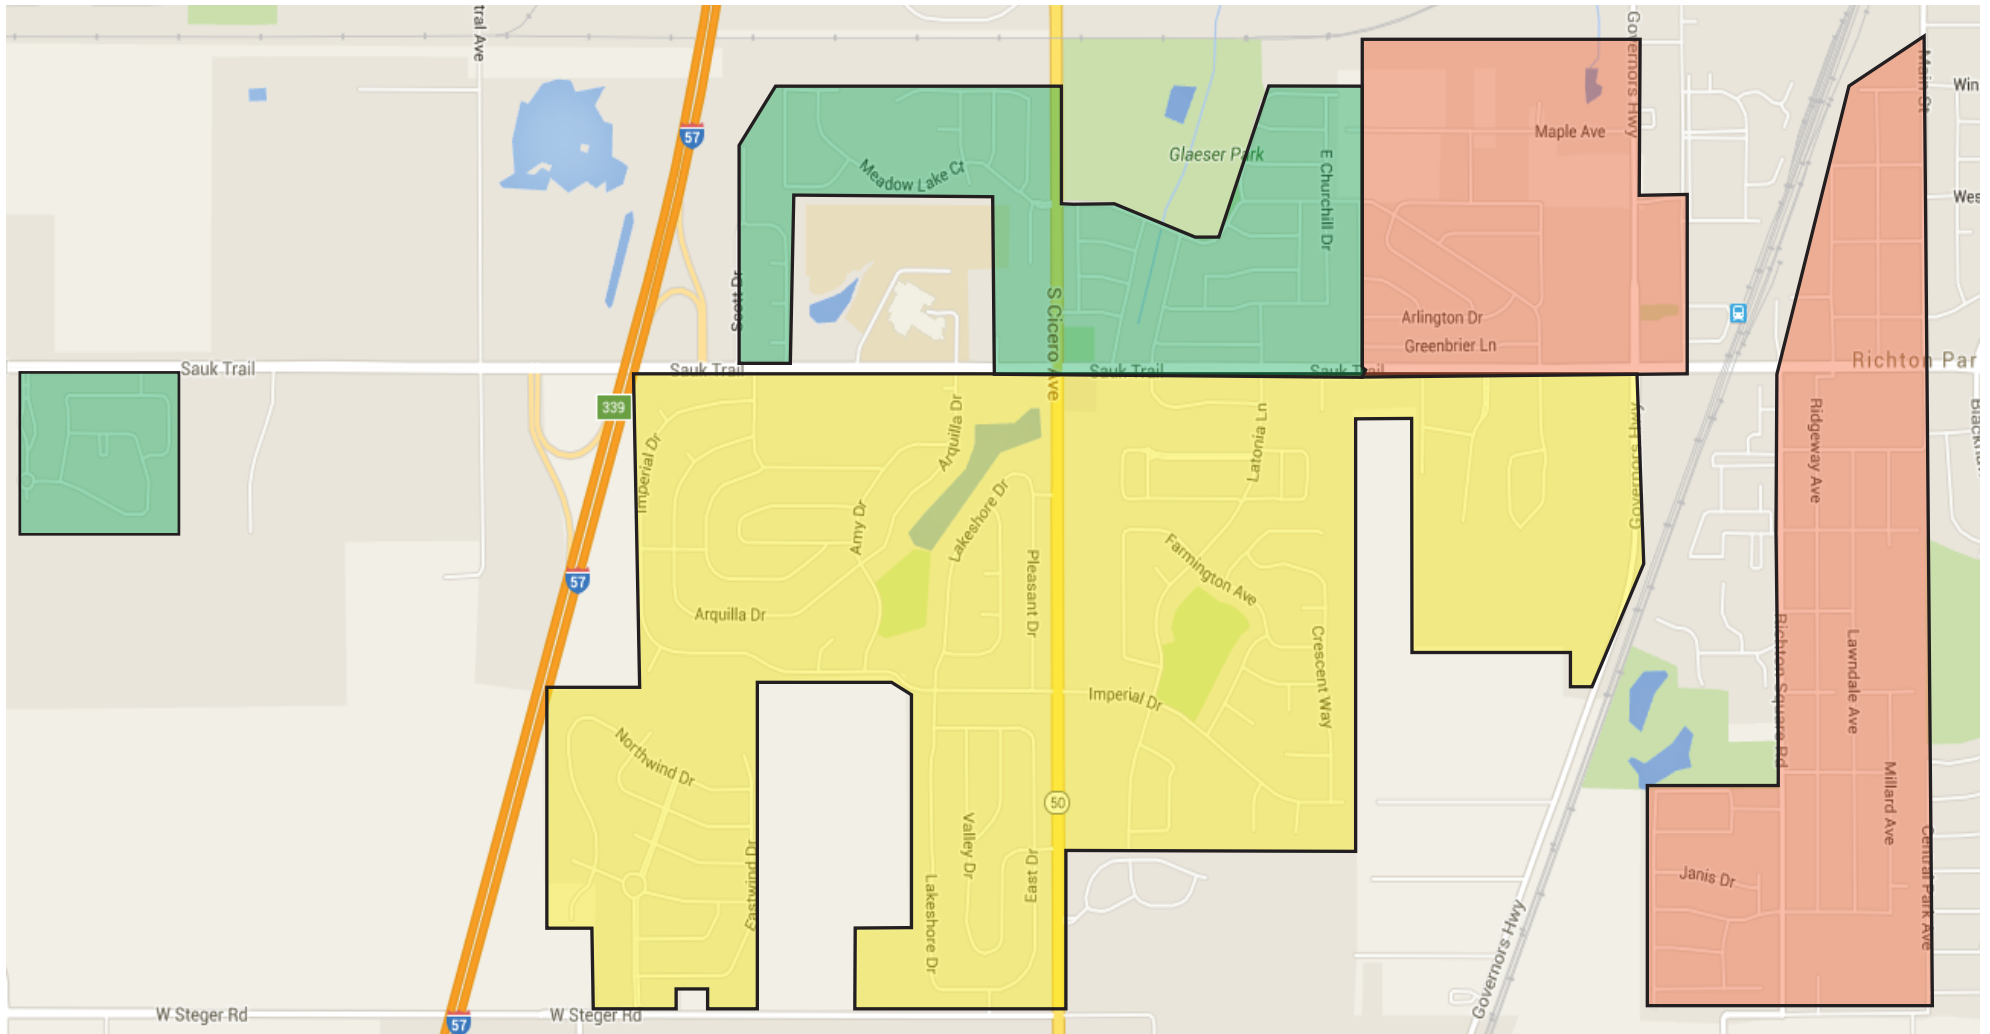 tral Ave
Governors Hwy
Main St
Win
57
Maple Ave
Glaeser Park
Meadow Lake Ct
E Churchill Dr
Wes
Scott Dr
S Cicero Ave
Arlington Dr
Greenbrier Ln
Richton Par
Sauk Trail
Sauk Trail
Sauk Trail
Sauk Trail
339
Imperial Dr
Arquilla Dr
Latonia Ln
Governors Hwy
Ridgeway Ave
Amy Dr
Lakeshore Dr
Farmington Ave
Pleasant Dr
57
Arquilla Dr
Crescent Way
Imperial Dr
Richton Square Rd
Lawndale Ave
Northwind Dr
50
Millard Ave
Valley Dr
East Dr
Eastwind Dr
Lakeshore Dr
Janis Dr
Central Park Ave
Governors Hwy
W Steger Rd
W Steger Rd
57